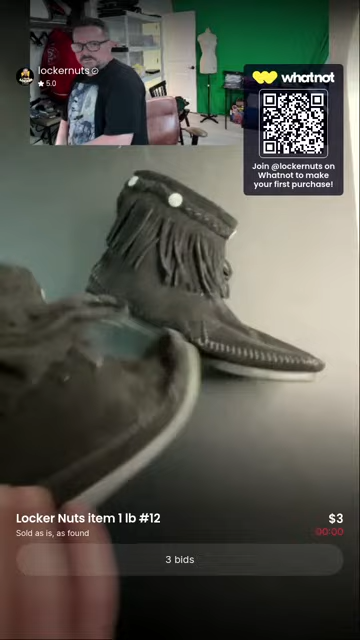 lockernuts
5.0
whatnot
Join @lockernuts on
Whatnot to make
your first purchase!
Locker Nuts item 1 lb #12
$3
Sold as is, as found
00:00
3 bids